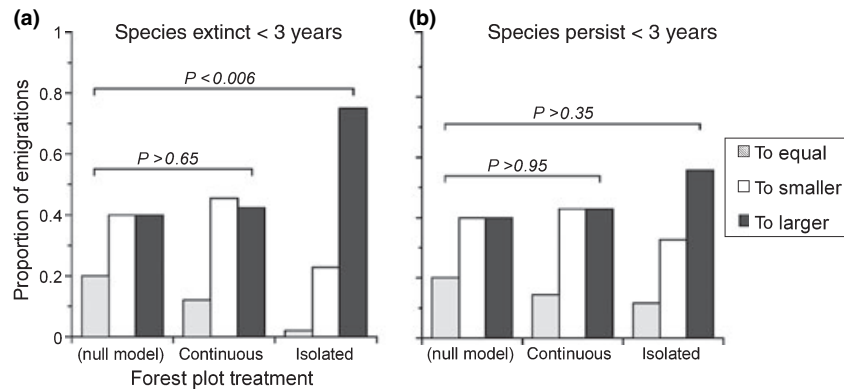 (a)
Species extinct < 3 years
(b)
Species persist < 3 years
Proportion of emigrations
1
0.8
0.6
0.4
0.2
0
P < 0.006
P > 0.65
P > 0.35
P > 0.95
To equal
To smaller
To larger
(null model) Continuous Isolated
(null model) Continuous Isolated
Forest plot treatment